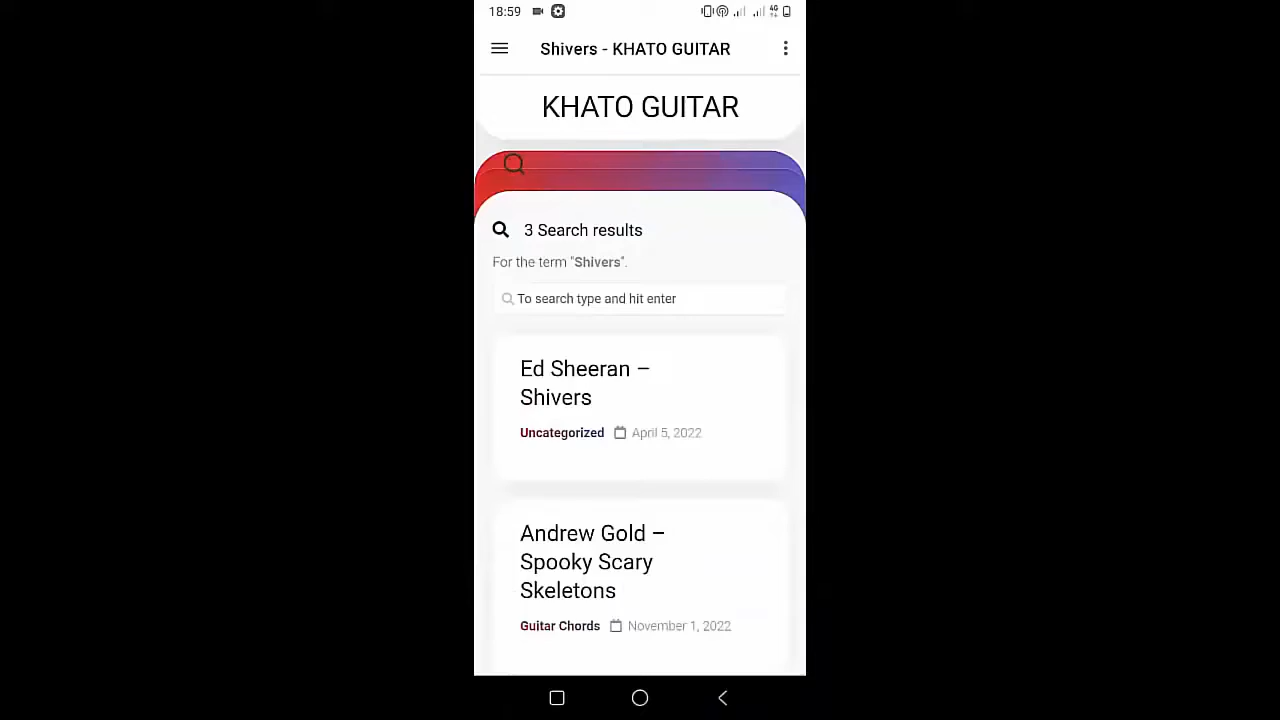 18:59
4G
Shivers - KHATO GUITAR
KHATO GUITAR
3 Search results
For the term "Shivers".
To search type and hit enter
Ed Sheeran –
Shivers
Uncategorized April 5, 2022
Andrew Gold –
Spooky Scary
Skeletons
Guitar Chords November 1, 2022